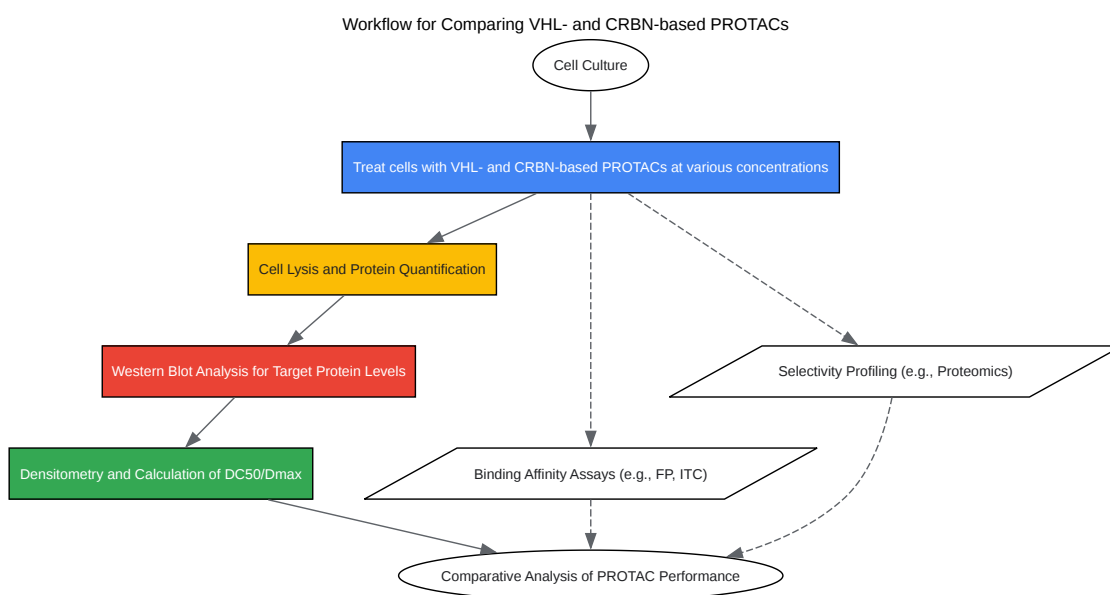 Workflow for Comparing VHL- and CRBN-based PROTACs
Cell Culture
Treat cells with VHL- and CRBN-based PROTACs at various concentrations
Cell Lysis and Protein Quantification
Western Blot Analysis for Target Protein Levels
Selectivity Profiling (e.g., Proteomics)
Densitometry and Calculation of DC50/Dmax
Binding Affinity Assays (e.g., FP, ITC)
Comparative Analysis of PROTAC Performance